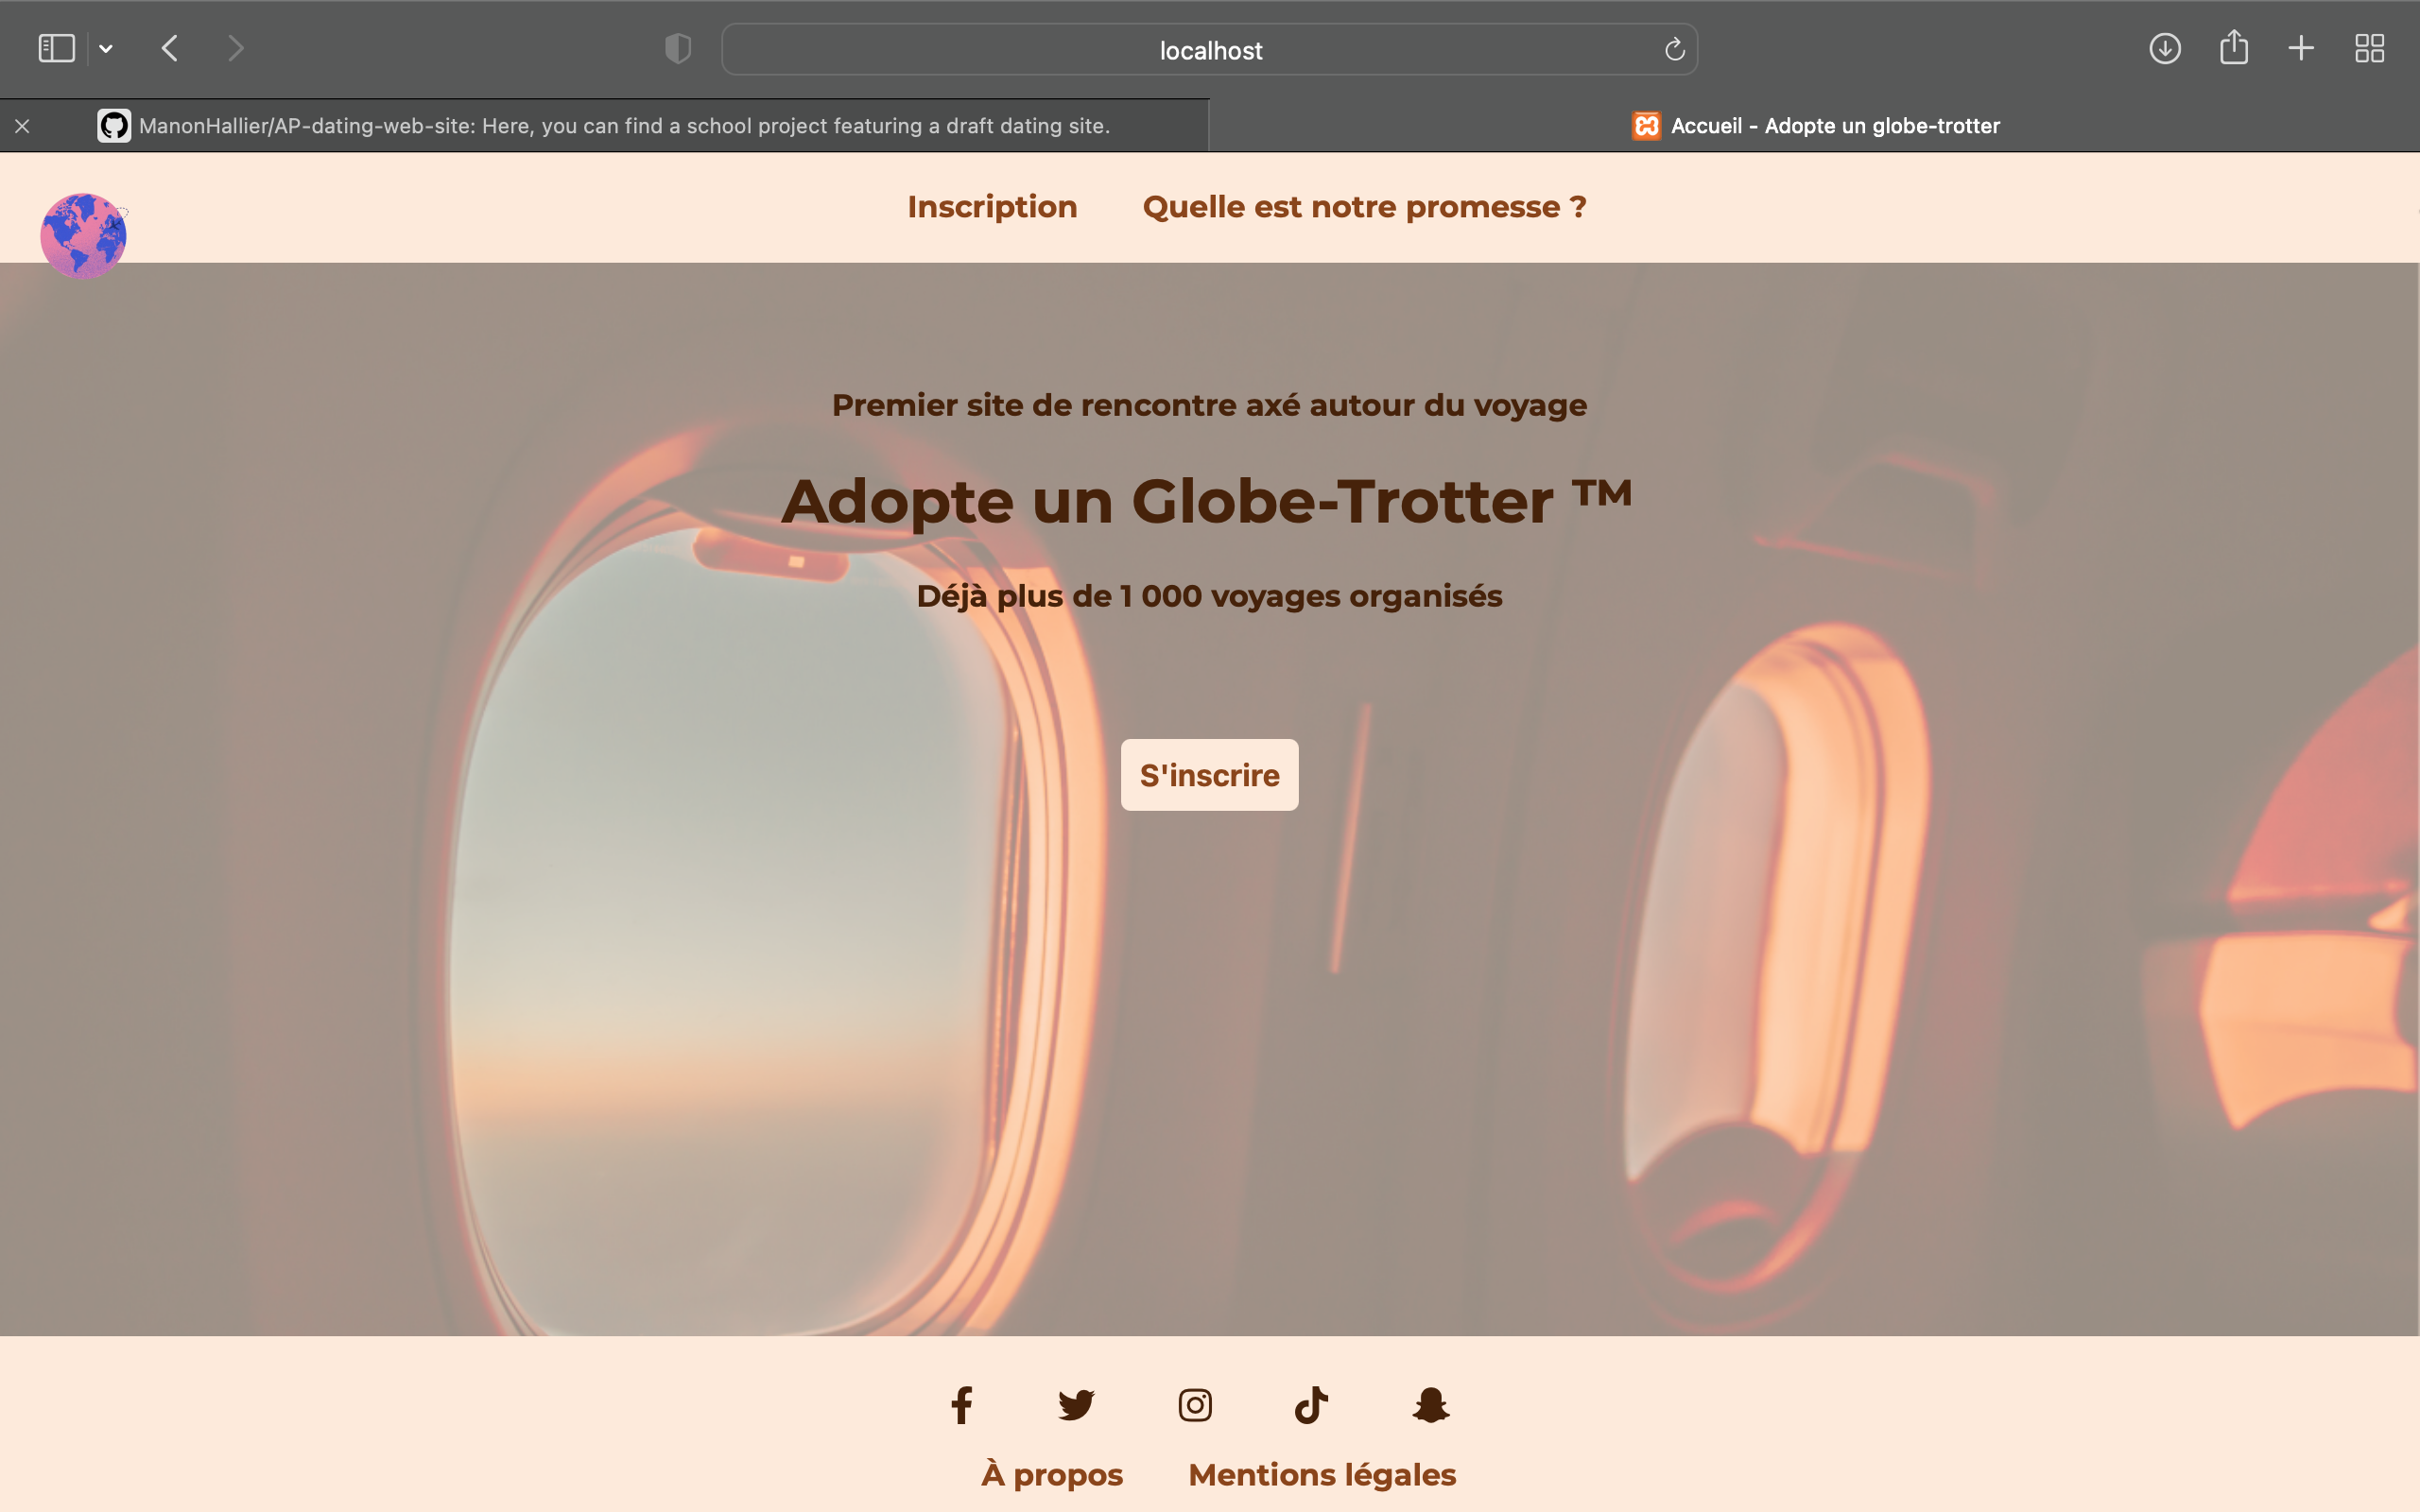 localhost
ManonHallier/AP-dating-web-site: Here, you can find a school project featuring a draft dating site.
Accueil - Adopte un globe-trotter
Inscription
Quelle est notre promesse ?
Premier site de rencontre axé autour du voyage
Adopte un Globe-Trotter ™
Déjà plus de 1 000 voyages organisés
S'inscrire
À propos
Mentions légales